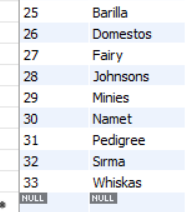 25 Barilla
26 Domestos
27 Fairy
28 Johnsons
29 Minies
30 Namet
31 Pedigree
32 Sırma
33 Whiskas
NULL NULL